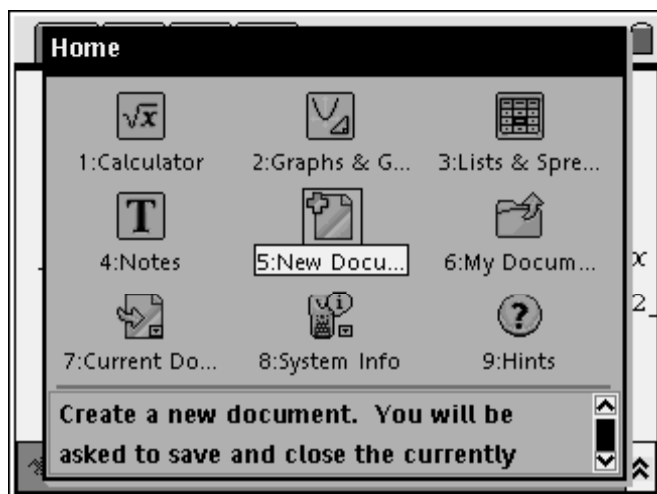 Home
√x
1:Calculator 2:Graphs & G... 3:Lists & Spre...
T
4:Notes 5:New Docu... 6:My Docum...
x
2
i
?
7:Current Do... 8:System Info 9:Hints
Create a new document. You will be
asked to save and close the currently